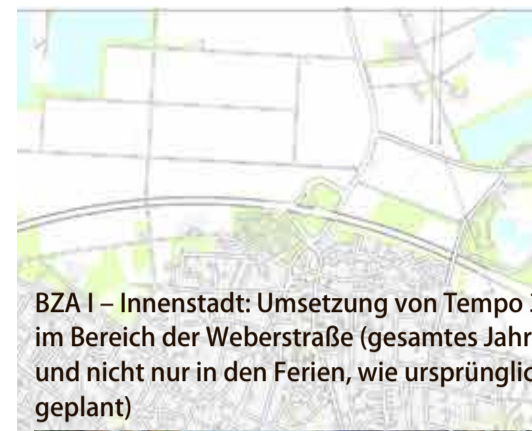 BZA I – Innenstadt: Umsetzung von Tempo
im Bereich der Weberstraße (gesamtes Jahr
und nicht nur in den Ferien, wie
geplant)